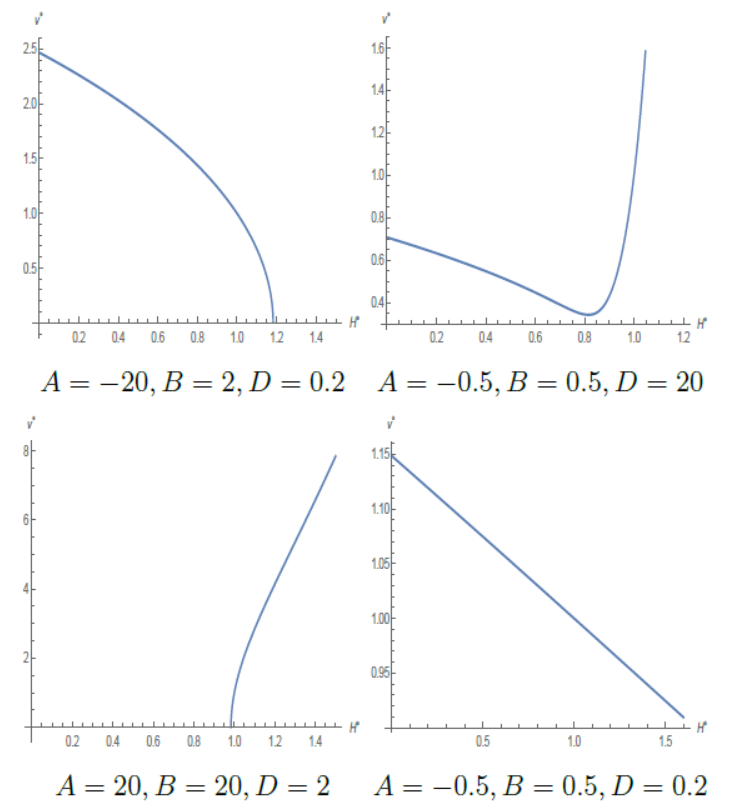 v* v*
2.5 1.6
2.0 1.4
1.5 1.2
1.0 1.0
0.5 0.8
0.6
0.4
0.2 0.4 0.6 0.8 1.0 1.2 1.4 H* 0.2 0.4 0.6 0.8 1.0 1.2 H*
A = −20, B = 2, D = 0.2 A = −0.5, B = 0.5, D = 20
v* v*
8 1.15
6 1.10
4 1.05
2 1.00
0.95
0.2 0.4 0.6 0.8 1.0 1.2 1.4 H* 0.5 1.0 1.5 H*
A = 20, B = 20, D = 2 A = −0.5, B = 0.5, D = 0.2